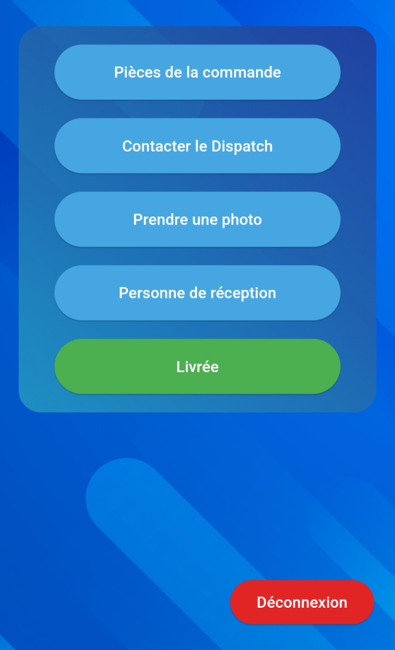 Pièces de la commande
Contacter le Dispatch
Prendre une photo
Personne de réception
Livrée
Déconnexion